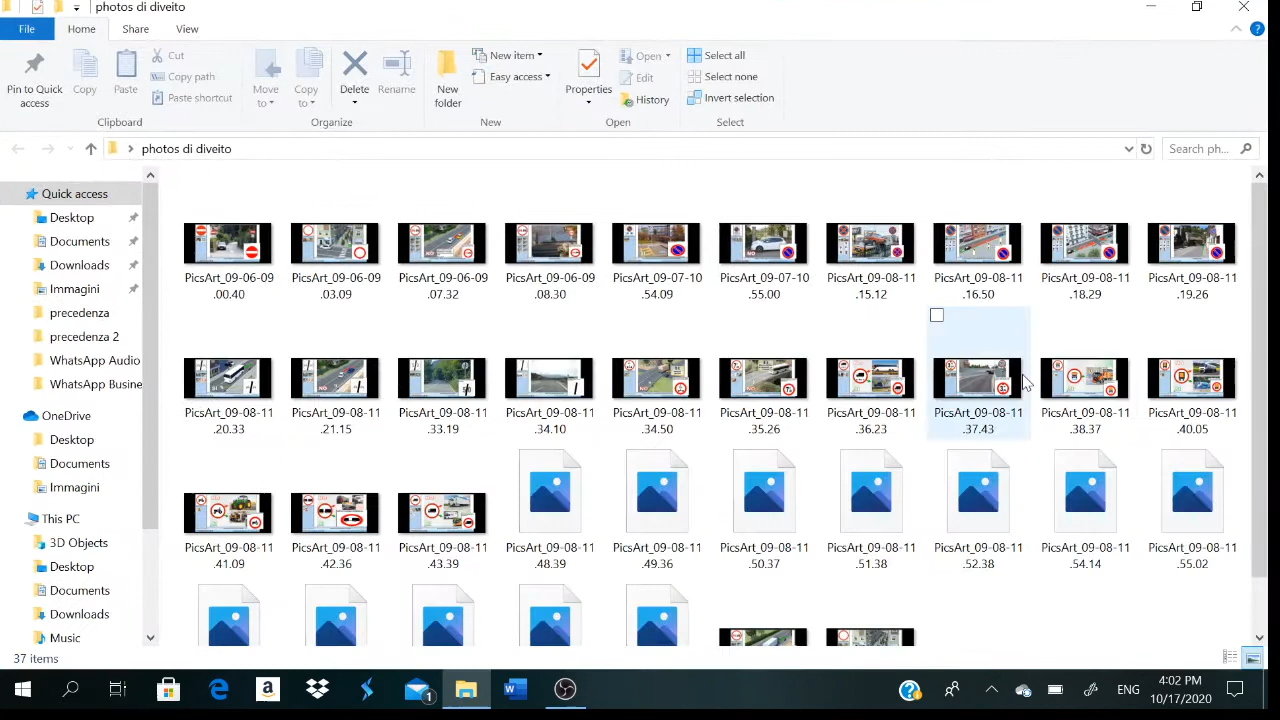 photos di diveito
File
Home
Share
View
Pin to Quick access
Copy
Paste
Cut
Copy path
Paste shortcut
Clipboard
Move to
Copy to
Delete
Rename
Organize
New folder
New item
Easy access
New
Properties
Open
Edit
History
Open
Select all
Select none
Invert selection
Select
photos di diveito
Search ph...
Quick access
Desktop
Documents
Downloads
Immagini
precedenza
precedenza 2
WhatsApp Audio
WhatsApp Busine
OneDrive
Desktop
Documents
Immagini
This PC
3D Objects
Desktop
Documents
Downloads
Music
PicsArt_09-06-09 PicsArt_09-06-09 PicsArt_09-06-09 PicsArt_09-06-09 PicsArt_09-07-10 PicsArt_09-07-10 PicsArt_09-08-11 PicsArt_09-08-11 PicsArt_09-08-11 PicsArt_09-08-11
.00.40 .03.09 .07.32 .08.30 .54.09 .55.00 .15.12 .16.50 .18.29 .19.26
PicsArt_09-08-11 PicsArt_09-08-11 PicsArt_09-08-11 PicsArt_09-08-11 PicsArt_09-08-11 PicsArt_09-08-11 PicsArt_09-08-11 PicsArt_09-08-11 PicsArt_09-08-11 PicsArt_09-08-11
.20.33 .21.15 .33.19 .34.10 .34.50 .35.26 .36.23 .37.43 .38.37 .40.05
PicsArt_09-08-11 PicsArt_09-08-11 PicsArt_09-08-11 PicsArt_09-08-11 PicsArt_09-08-11 PicsArt_09-08-11 PicsArt_09-08-11 PicsArt_09-08-11 PicsArt_09-08-11 PicsArt_09-08-11
.41.09 .42.36 .43.39 .48.39 .49.36 .50.37 .51.38 .52.38 .54.14 .55.02
37 items
1
ENG
4:02 PM
10/17/2020